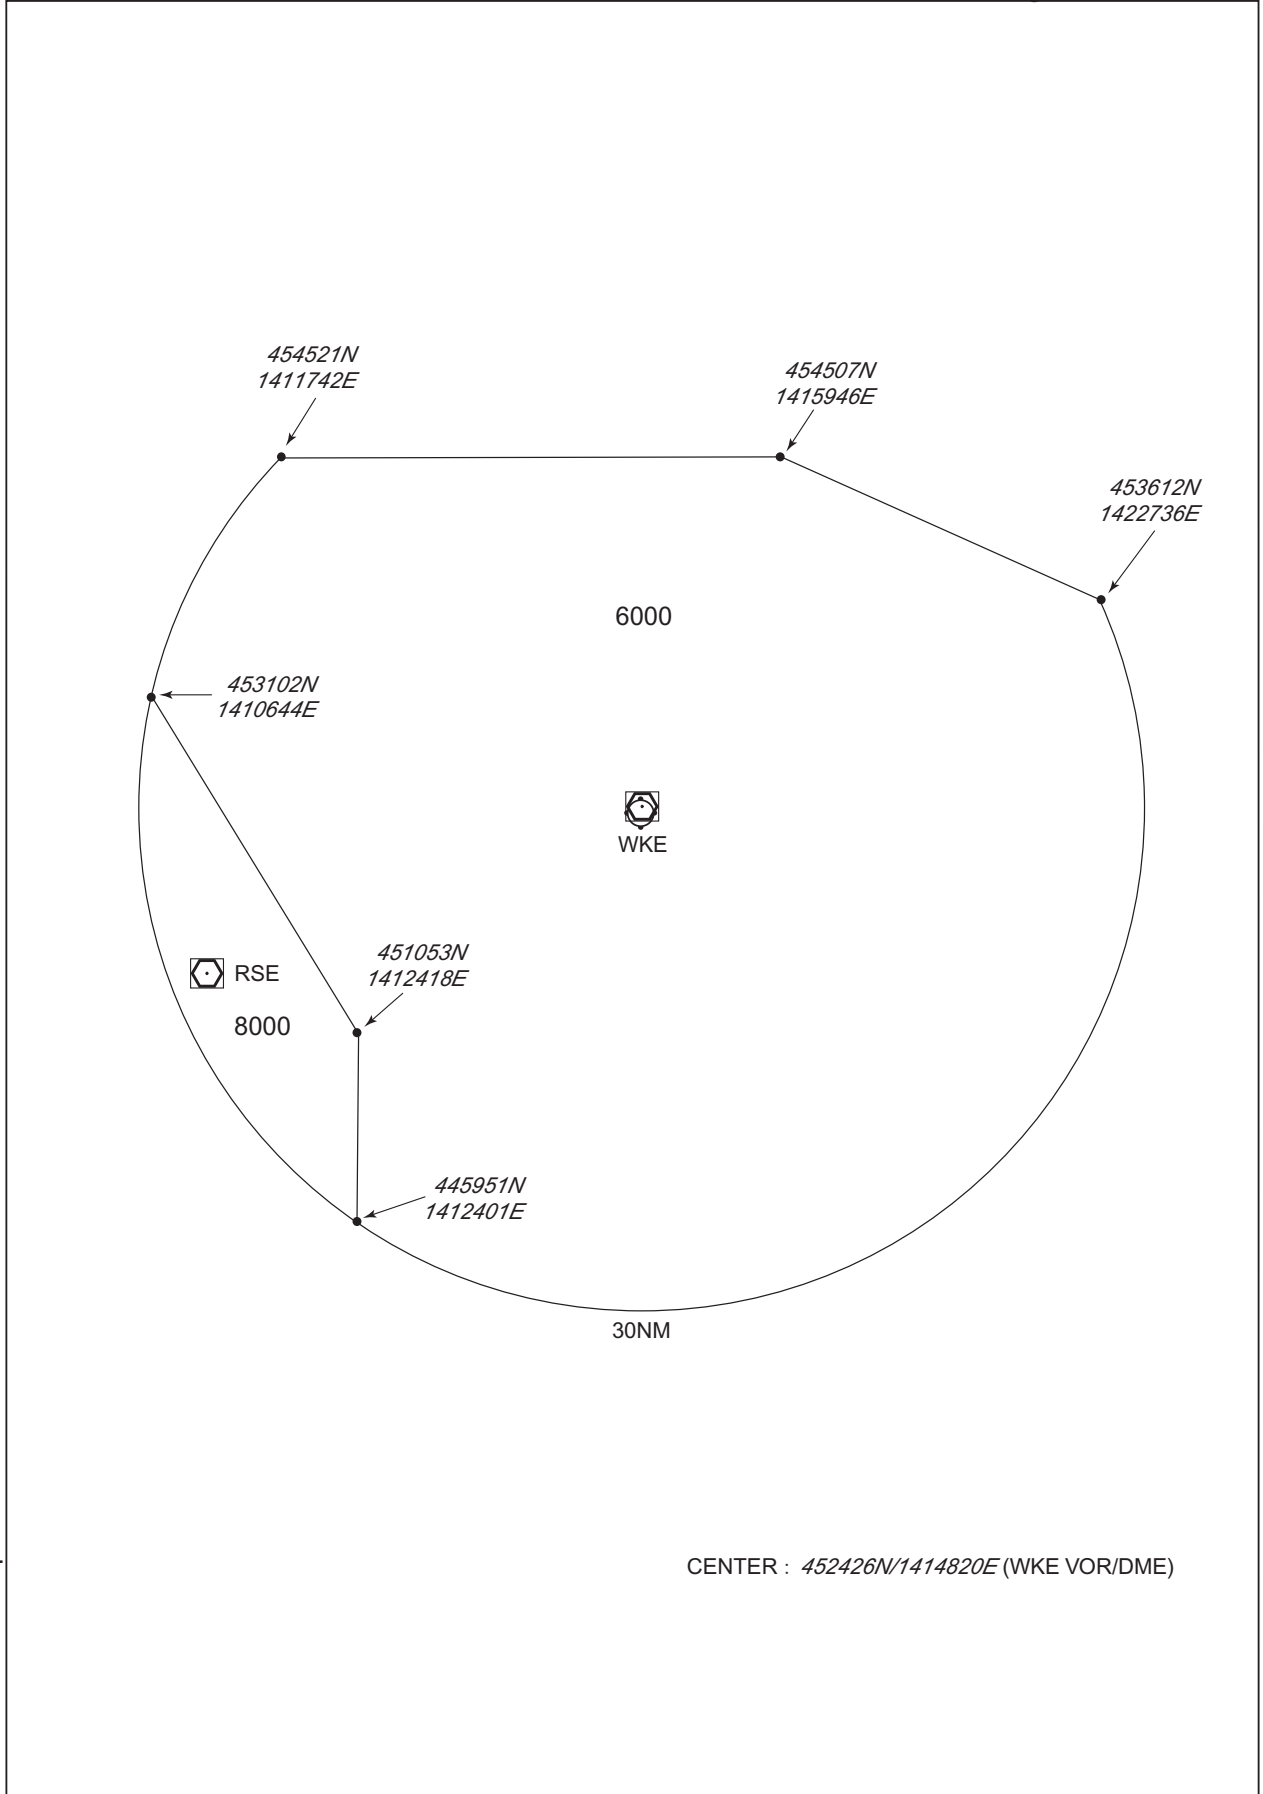 454521N
1411742E
454507N
1415946E
453612N
1422736E
6000
453102N
1410644E
WKE
451053N
1412418E
RSE
8000
445951N
1412401E
30NM
CENTER : 452426N/1414820E (WKE VOR/DME)